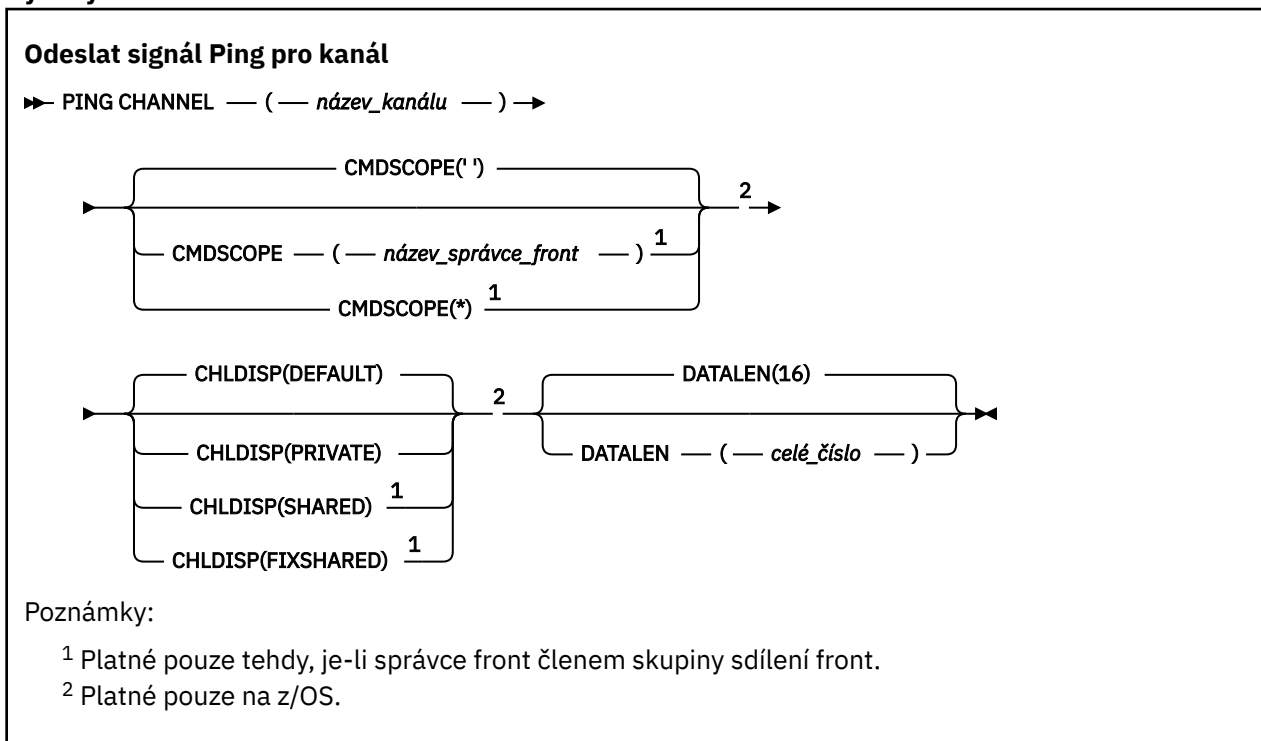 Odeslat signál Ping pro kanál
PING CHANNEL ( název_kanálu )
CMDSCOPE(' ')
2
CMDSCOPE ( název_správce_front ) 1
CMDSCOPE(*) 1
CHLDISP(DEFAULT) DATALEN(16)
2
CHLDISP(PRIVATE) DATALEN ( celé_číslo )
CHLDISP(SHARED) 1
CHLDISP(FIXSHARED) 1
Poznámky:
1 Platné pouze tehdy, je-li správce front členem skupiny sdílení front.
2 Platné pouze na z/OS.